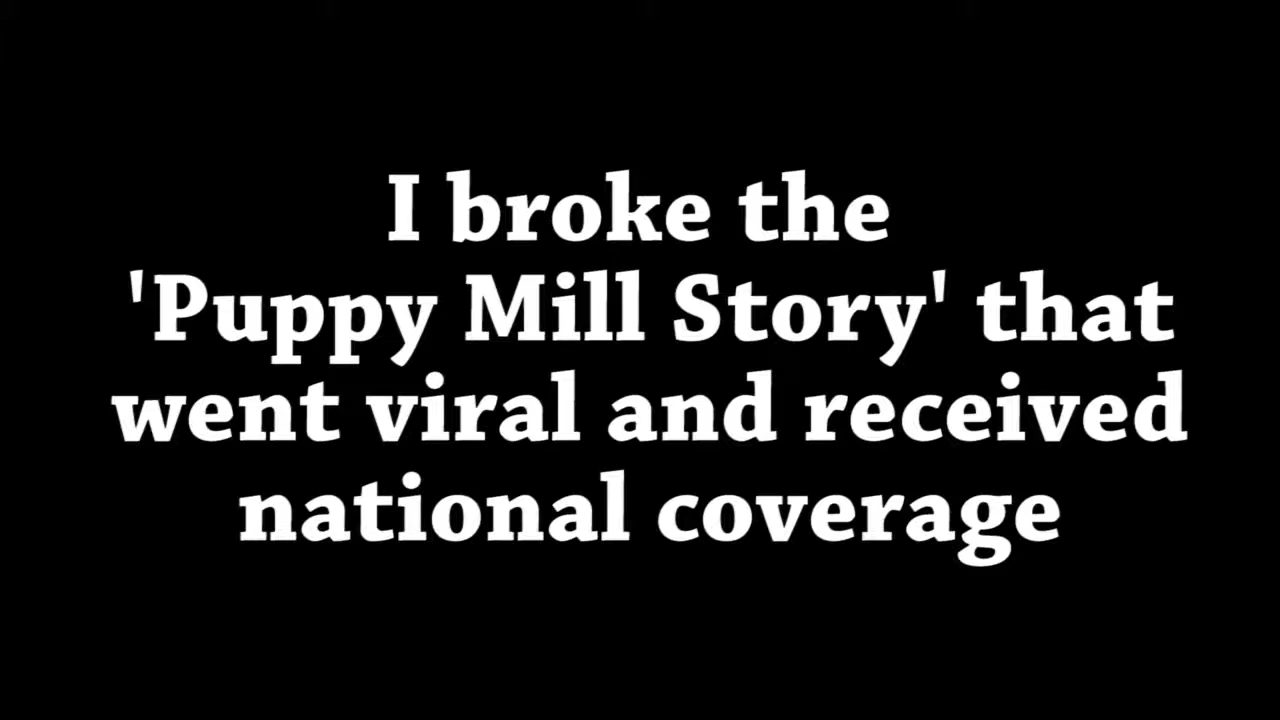 I broke the
'Puppy Mill Story' that
went viral and received
national coverage